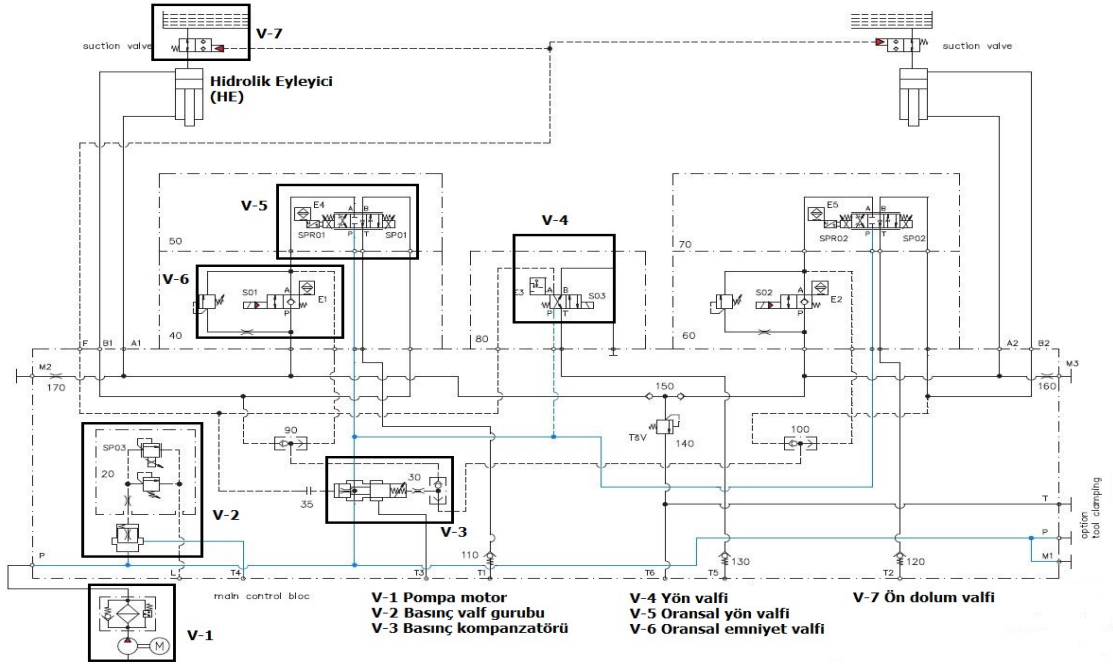 V-7
suction valve
suction valve
Hidrolik Eyleyici
(HE)
V-5
E4
A B
P T
SPR01
SP01
50
V-4
E5
A B
P T
SPR02
SP02
70
V-6
S01
A
P
E1
40
E3
A B
P T
S03
80
S02
A
P
E2
60
F B1 A1
A2 B2
M2
170
150
160
M3
90
TSV
140
100
SP03
20
V-2
30
35
V-3
T
P
M1
option
tool clamping
110
130
120
P
L
T4
T3
T1
T6
T5
T2
main control bloc
V-1
M
V-1 Pompa motor
V-2 Basınç valf gurubu
V-3 Basınç kompanzatörü
V-4 Yön valfi
V-5 Oransal yön valfi
V-6 Oransal emniyet valfi
V-7 Ön dolum valfi